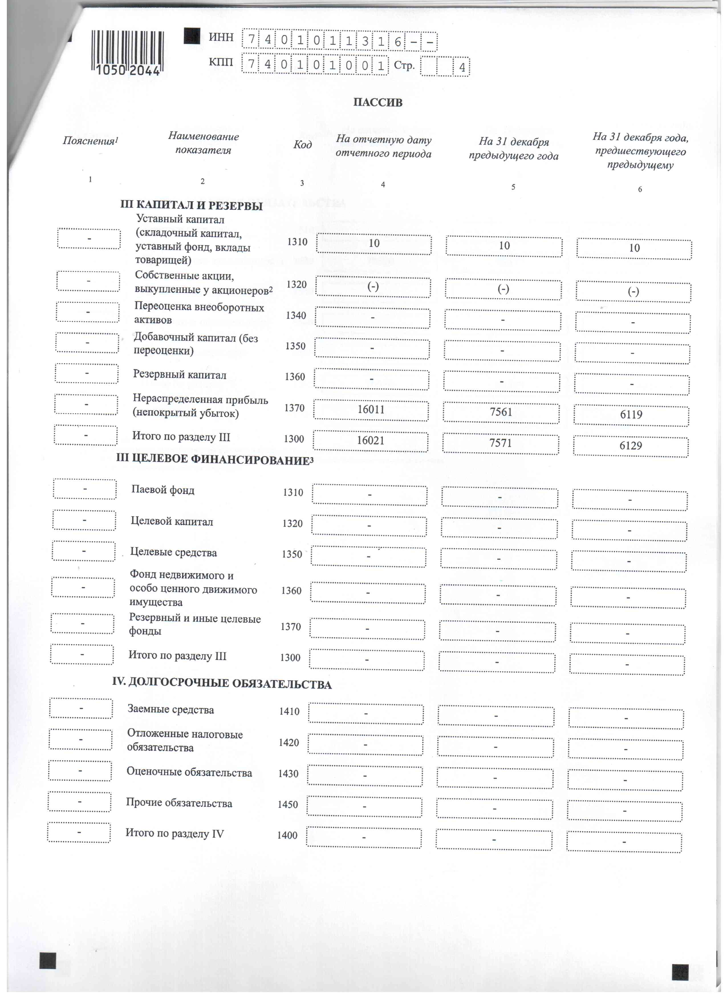 ИНН 7401011316--
КПП 740101001 Стр. 4
1050 2044
ПАССИВ
Пояснения1 Наименование показателя Код На отчетную дату отчетного периода На 31 декабря предыдущего года На 31 декабря года, предшествующего предыдущему
1 2 3 4 5 6
III КАПИТАЛ И РЕЗЕРВЫ
Уставный капитал
(складочный капитал,
- уставный фонд, вклады 1310 10 10 10
товарищей)
Собственные акции,
- выкупленные у акционеров2 1320 (-) (-) (-)
Переоценка внеоборотных
- активов 1340 - - -
Добавочный капитал (без
- переоценки) 1350 - - -
- Резервный капитал 1360 - - -
Нераспределенная прибыль
- (непокрытый убыток) 1370 16011 7561 6119
- Итого по разделу III 1300 16021 7571 6129
III ЦЕЛЕВОЕ ФИНАНСИРОВАНИЕ3
- Паевой фонд 1310 - - -
- Целевой капитал 1320 - - -
- Целевые средства 1350 - - -
Фонд недвижимого и
- особо ценного движимого 1360 - - -
имущества
Резервный и иные целевые
- фонды 1370 - - -
- Итого по разделу III 1300 - - -
IV. ДОЛГОСРОЧНЫЕ ОБЯЗАТЕЛЬСТВА
- Заемные средства 1410 - - -
Отложенные налоговые
- обязательства 1420 - - -
- Оценочные обязательства 1430 - - -
- Прочие обязательства 1450 - - -
- Итого по разделу IV 1400 - - -